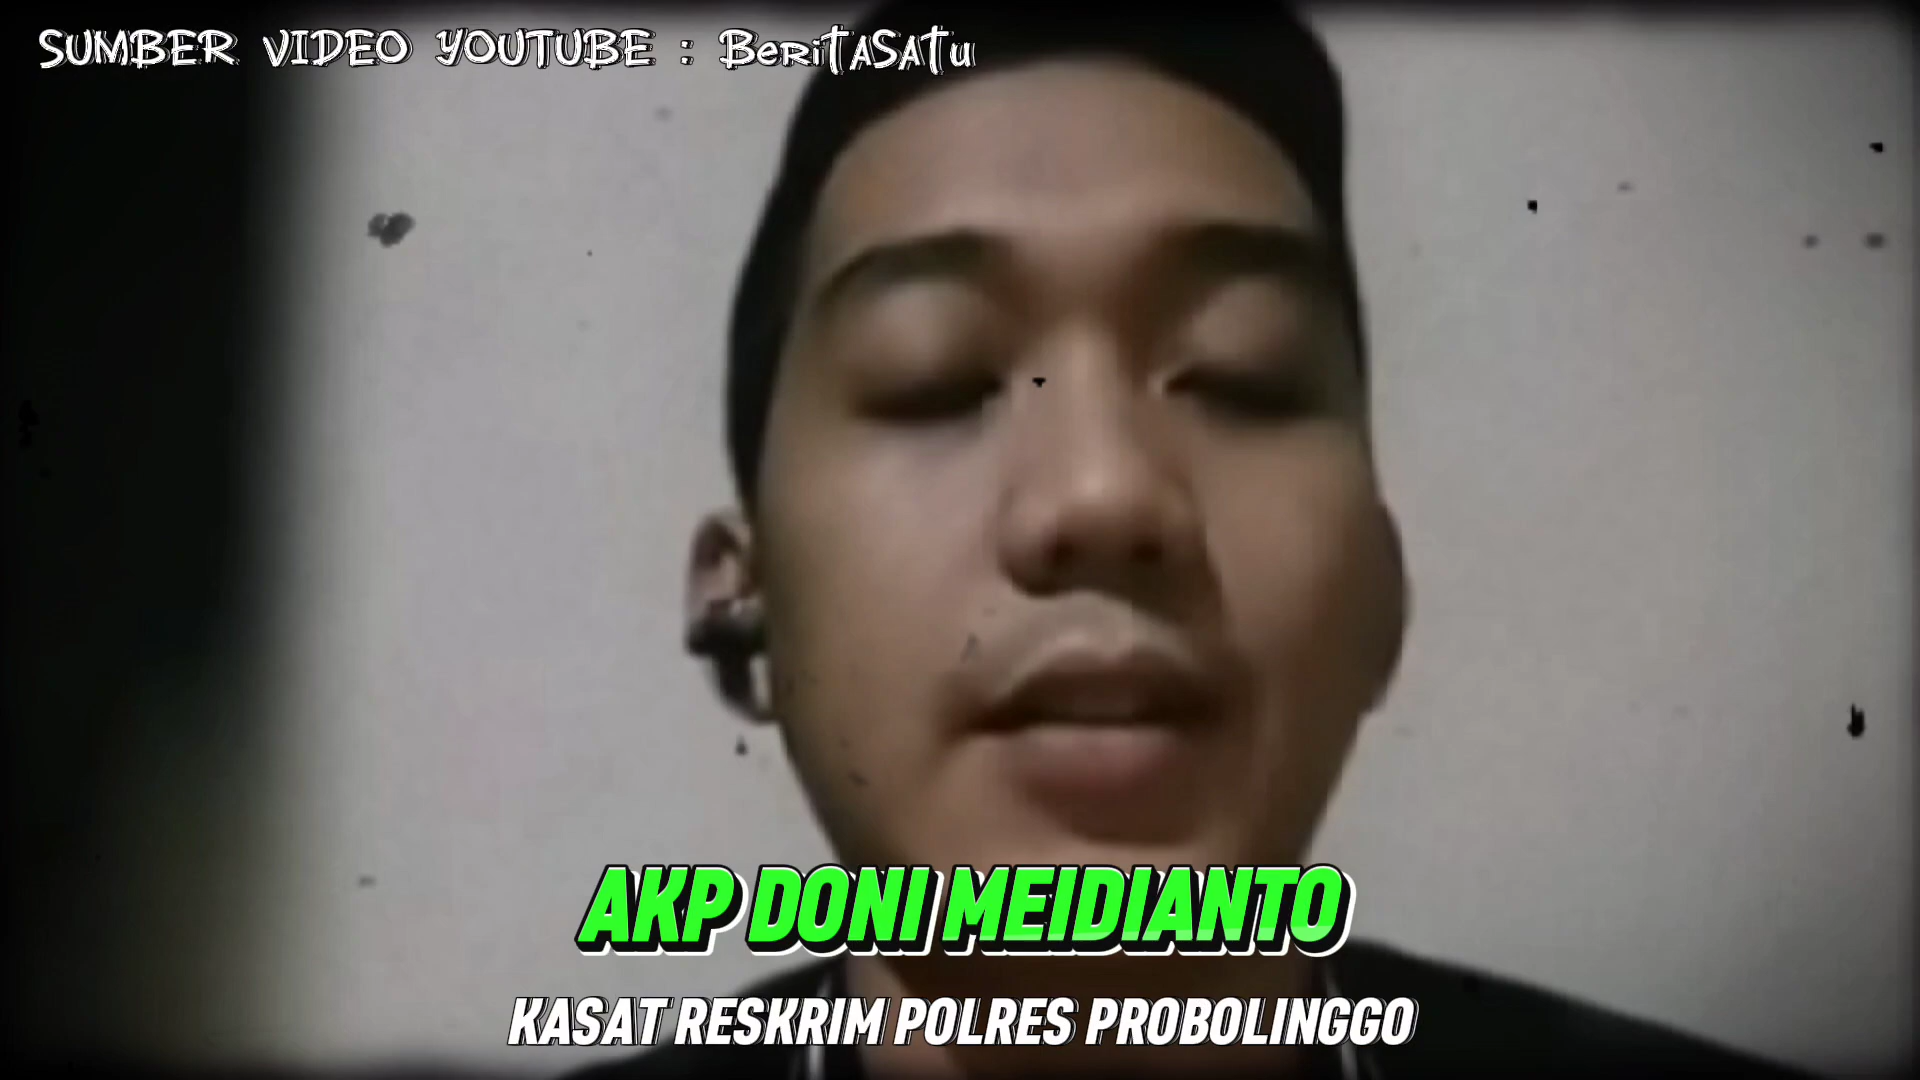 SUMBER VIDEO YOUTUBE : BeritASAtu
AKP DONI MEIDIANTO
KASAT RESKRIM POLRES PROBOLINGGO